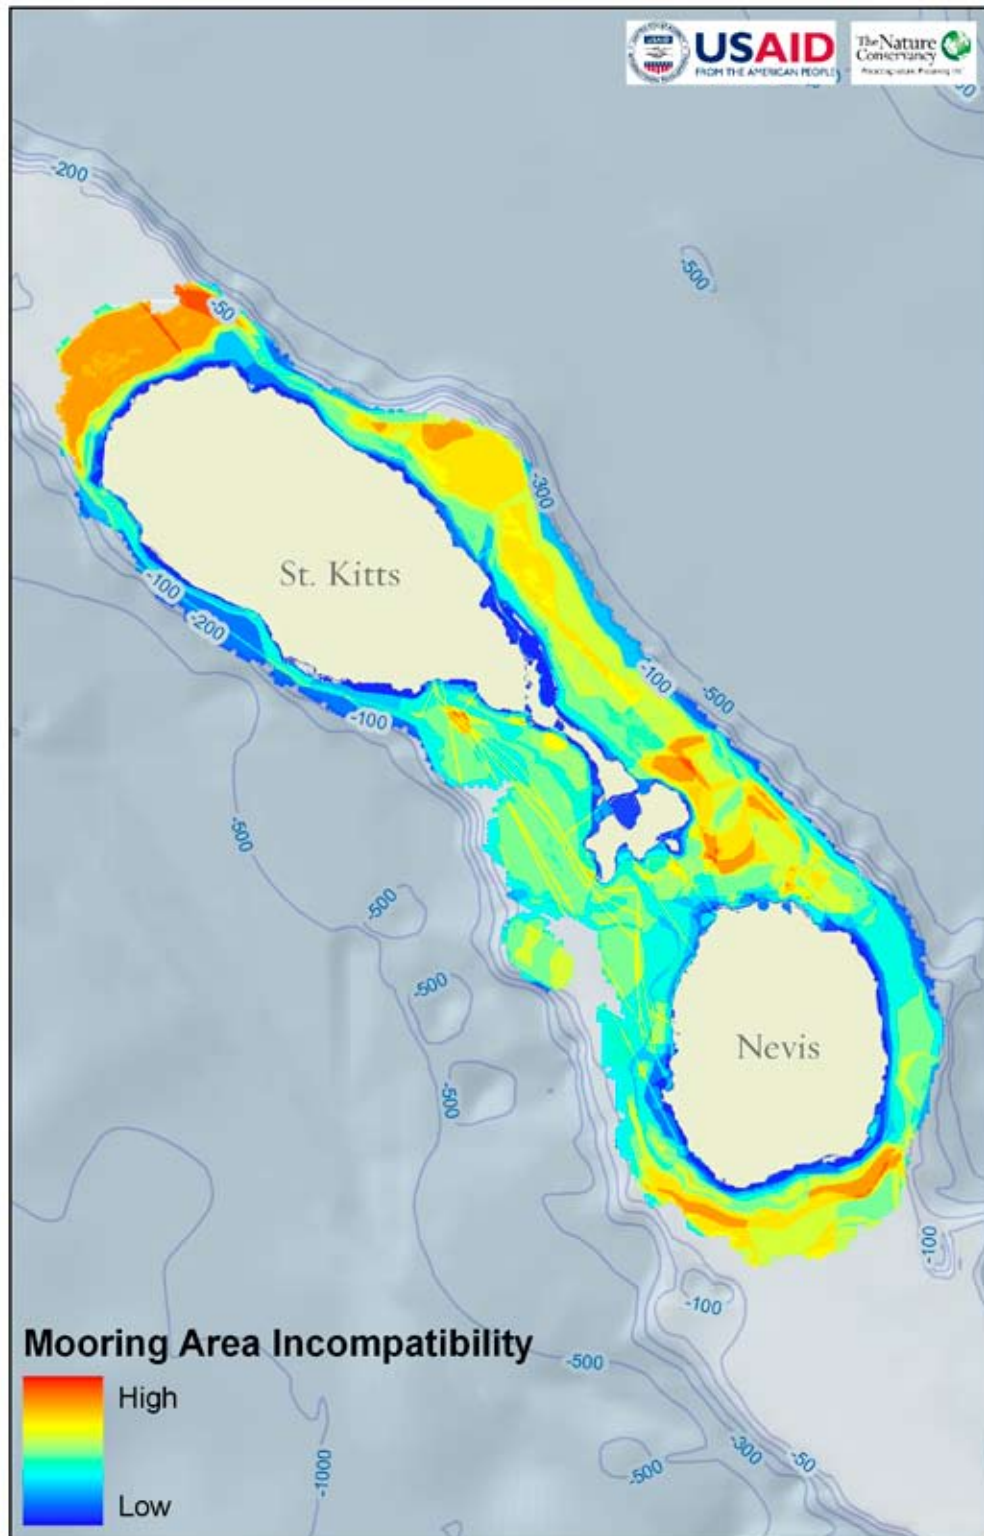 USAID
FROM THE AMERICAN PEOPLE
The Nature
Conservancy
-200
-500
-50
-300
St. Kitts
-100
-200
-100
-500
-100
-500
-500
-500
Nevis
-500
-100
-100
Mooring Area Incompatibility
High
Low
-500
-1000
-500
-300
-50